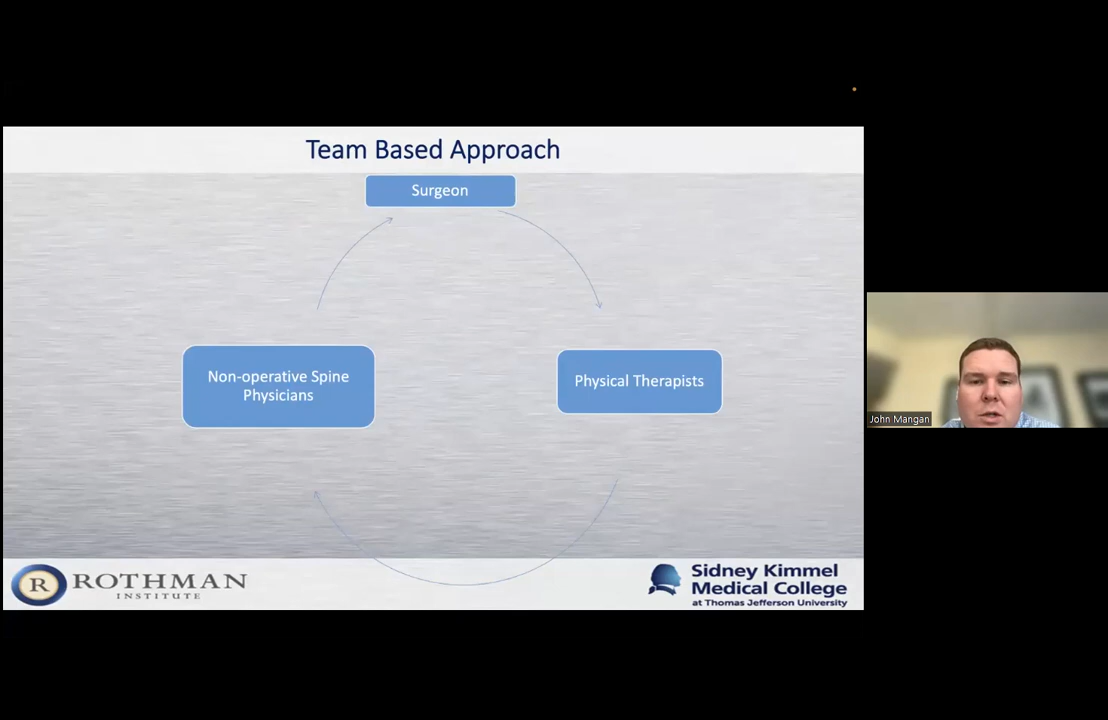 Team Based Approach
Surgeon
Non-operative Spine
Physicians
Physical Therapists
John Mangan
R ROTHMAN
INSTITUTE
Sidney Kimmel
Medical College
at Thomas Jefferson University